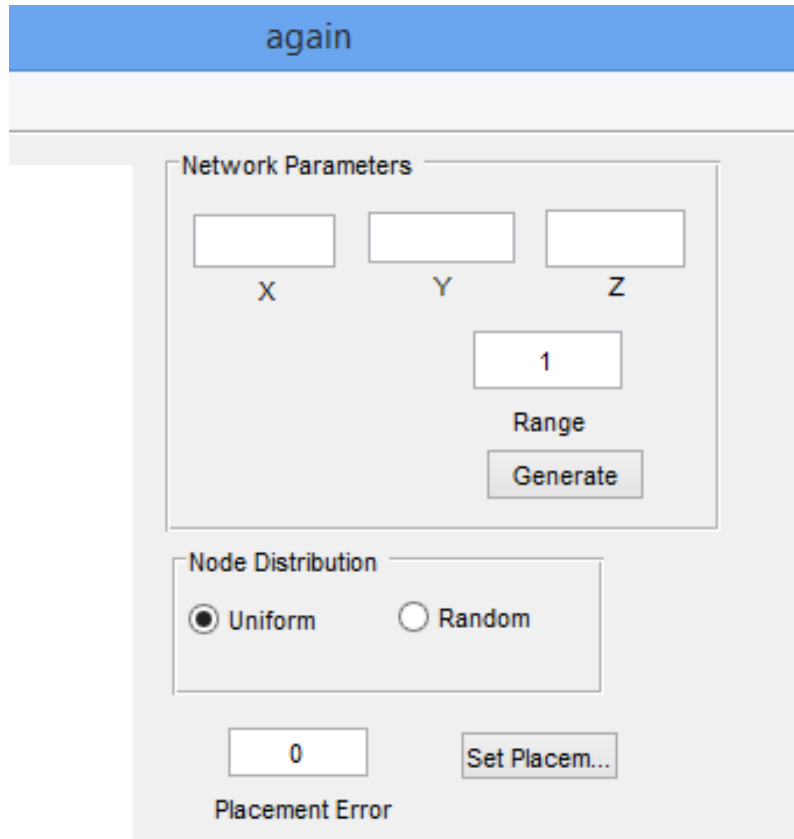 again
Network Parameters
X Y Z
1
Range
Generate
Node Distribution
Uniform Random
0 Set Placem...
Placement Error